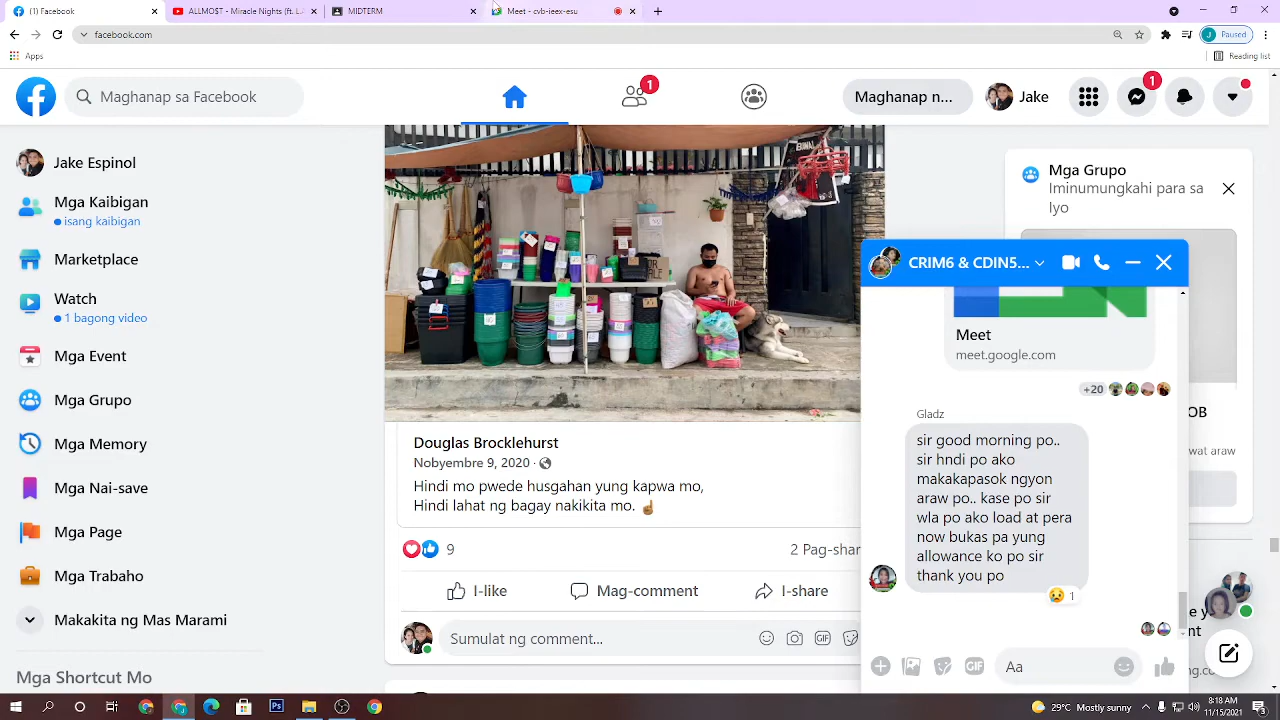 (1) Facebook
ALLMO$T - Miracle Nights (ft. L
MIDTERM
Meet - cvb-ieex-esu
facebook.com
Paused
Apps
Reading list
Maghanap sa Facebook
1
Maghanap n...
Jake
1
Jake Espinol
Mga Kaibigan
isang kaibigan
Marketplace
Watch
1 bagong video
Mga Event
Mga Grupo
Mga Memory
Mga Nai-save
Mga Page
Mga Trabaho
Makakita ng Mas Marami
Mga Shortcut Mo
Douglas Brocklehurst
Nobyembre 9, 2020
Hindi mo pwede husgahan yung kapwa mo,
Hindi lahat ng bagay nakikita mo. ☝
9
2 Pag-shar
I-like
Mag-comment
I-share
Sumulat ng comment...
Mga Grupo
Iminumungkahi para sa
Iyo
OB
wat araw
CRIM6 & CDIN5...
Meet
meet.google.com
+20
Gladz
sir good morning po..
sir hndi po ako
makakapasok ngyon
araw po.. kase po sir
wla po ako load at pera
now bukas pa yung
allowance ko po sir
thank you po
1
GIF
Aa
29°C Mostly sunny
8:18 AM
11/15/2021